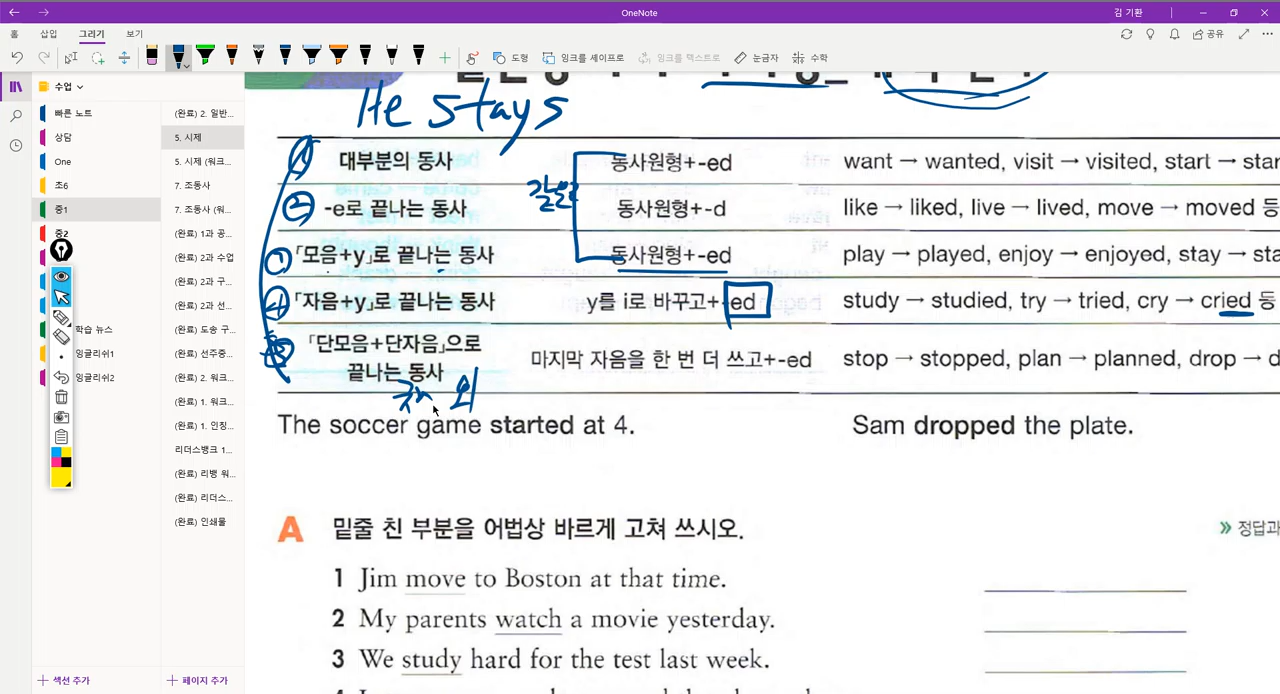 OneNote
김 기환
홈 삽입 그리기 보기
도형 잉크를 셰이프로 잉크를 텍스트로 눈금자 수학 공유
수업
빠른 노트
상담
One
초6
중1
중2
학습 뉴스
잉글리쉬1
잉글리쉬2
섹션 추가
(완료) 2. 일반...
5. 시제
5. 시제 (워크...
7. 조동사
7. 조동사 (워...
(완료) 1과 공...
(완료) 2과 수업
(완료) 2과 구...
(완료) 2과 선...
(완료) 도송 구...
(완료) 선주중...
(완료) 2. 워크...
(완료) 1. 워크...
(완료) 1. 인칭...
리더스뱅크 1...
(완료) 리뱅 워...
(완료) 리더스...
(완료) 인쇄물
페이지 추가
He stays
① 대부분의 동사 동사원형+-ed want → wanted, visit → visited, start → star
② -e로 끝나는 동사 동사원형+-d like → liked, live → lived, move → moved 등
「모음+y」로 끝나는 동사 동사원형+-ed play → played, enjoy → enjoyed, stay → sta
④ 「자음+y」로 끝나는 동사 y를 i로 바꾸고+-ed study → studied, try → tried, cry → cried 등
⑤ 「단모음+단자음」으로 끝나는 동사 마지막 자음을 한 번 더 쓰고+-ed stop → stopped, plan → planned, drop → d
The soccer game started at 4. Sam dropped the plate.
A 밑줄 친 부분을 어법상 바르게 고쳐 쓰시오.
» 정답과
1 Jim move to Boston at that time.
2 My parents watch a movie yesterday.
3 We study hard for the test last week.